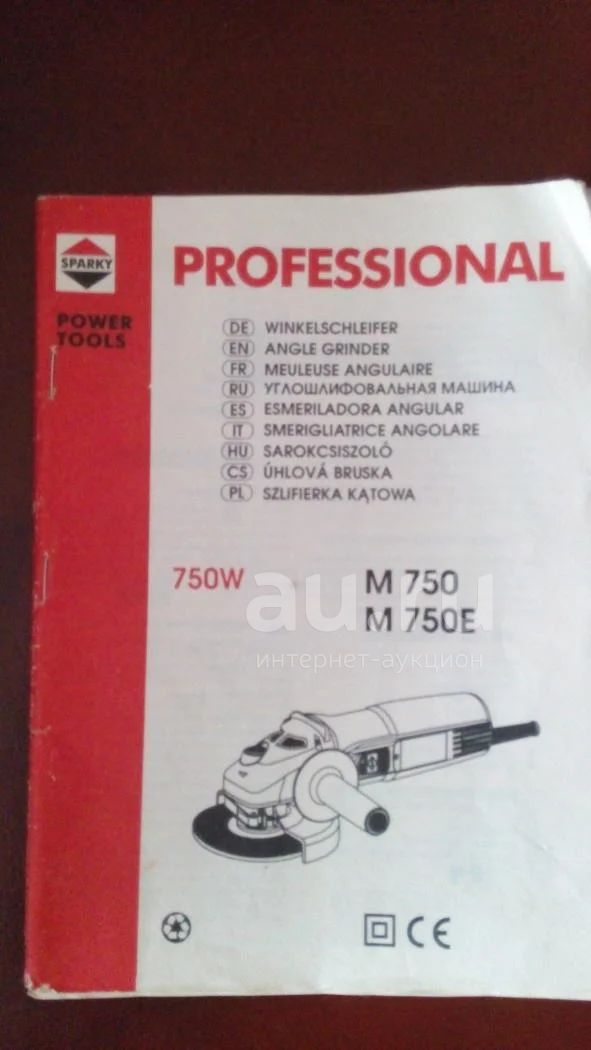 SPARKY
POWER
TOOLS
PROFESSIONAL
DE WINKELSCHLEIFER
EN ANGLE GRINDER
FR MEULEUSE ANGULAIRE
RU УГЛОШЛИФОВАЛЬНАЯ МАШИНА
ES ESMERILADORA ANGULAR
IT SMERIGLIATRICE ANGOLARE
HU SAROKCSISZOLÓ
CS ÚHLOVÁ BRUSKA
PL SZLIFIERKA KĄTOWA
750W M 750
M 750E
au.ru
интернет-аукцион
CE